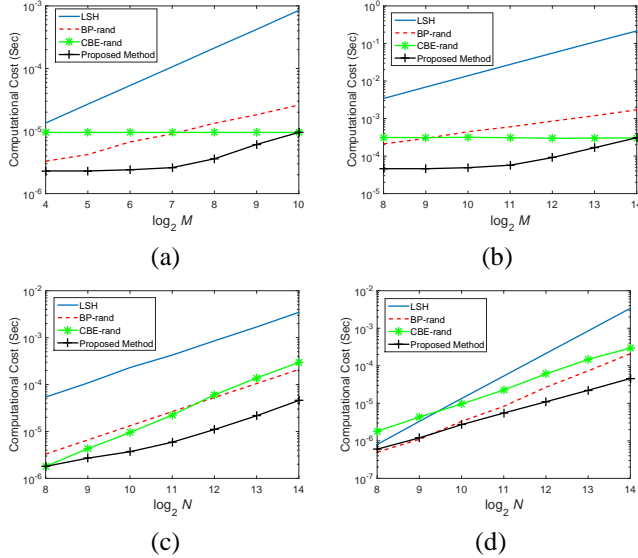 10^-3
LSH
BP-rand
CBE-rand
Proposed Method
10^-4
Computational Cost (Sec)
10^-5
10^-6
4 5 6 7 8 9 10
log_2 M
(a)
10^0
LSH
BP-rand
CBE-rand
Proposed Method
10^-1
10^-2
Computational Cost (Sec)
10^-3
10^-4
10^-5
8 9 10 11 12 13 14
log_2 M
(b)
10^-2
LSH
BP-rand
CBE-rand
Proposed Method
10^-3
Computational Cost (Sec)
10^-4
10^-5
10^-6
8 9 10 11 12 13 14
log_2 N
(c)
10^-2
LSH
BP-rand
CBE-rand
Proposed Method
10^-3
10^-4
Computational Cost (Sec)
10^-5
10^-6
10^-7
8 9 10 11 12 13 14
log_2 N
(d)